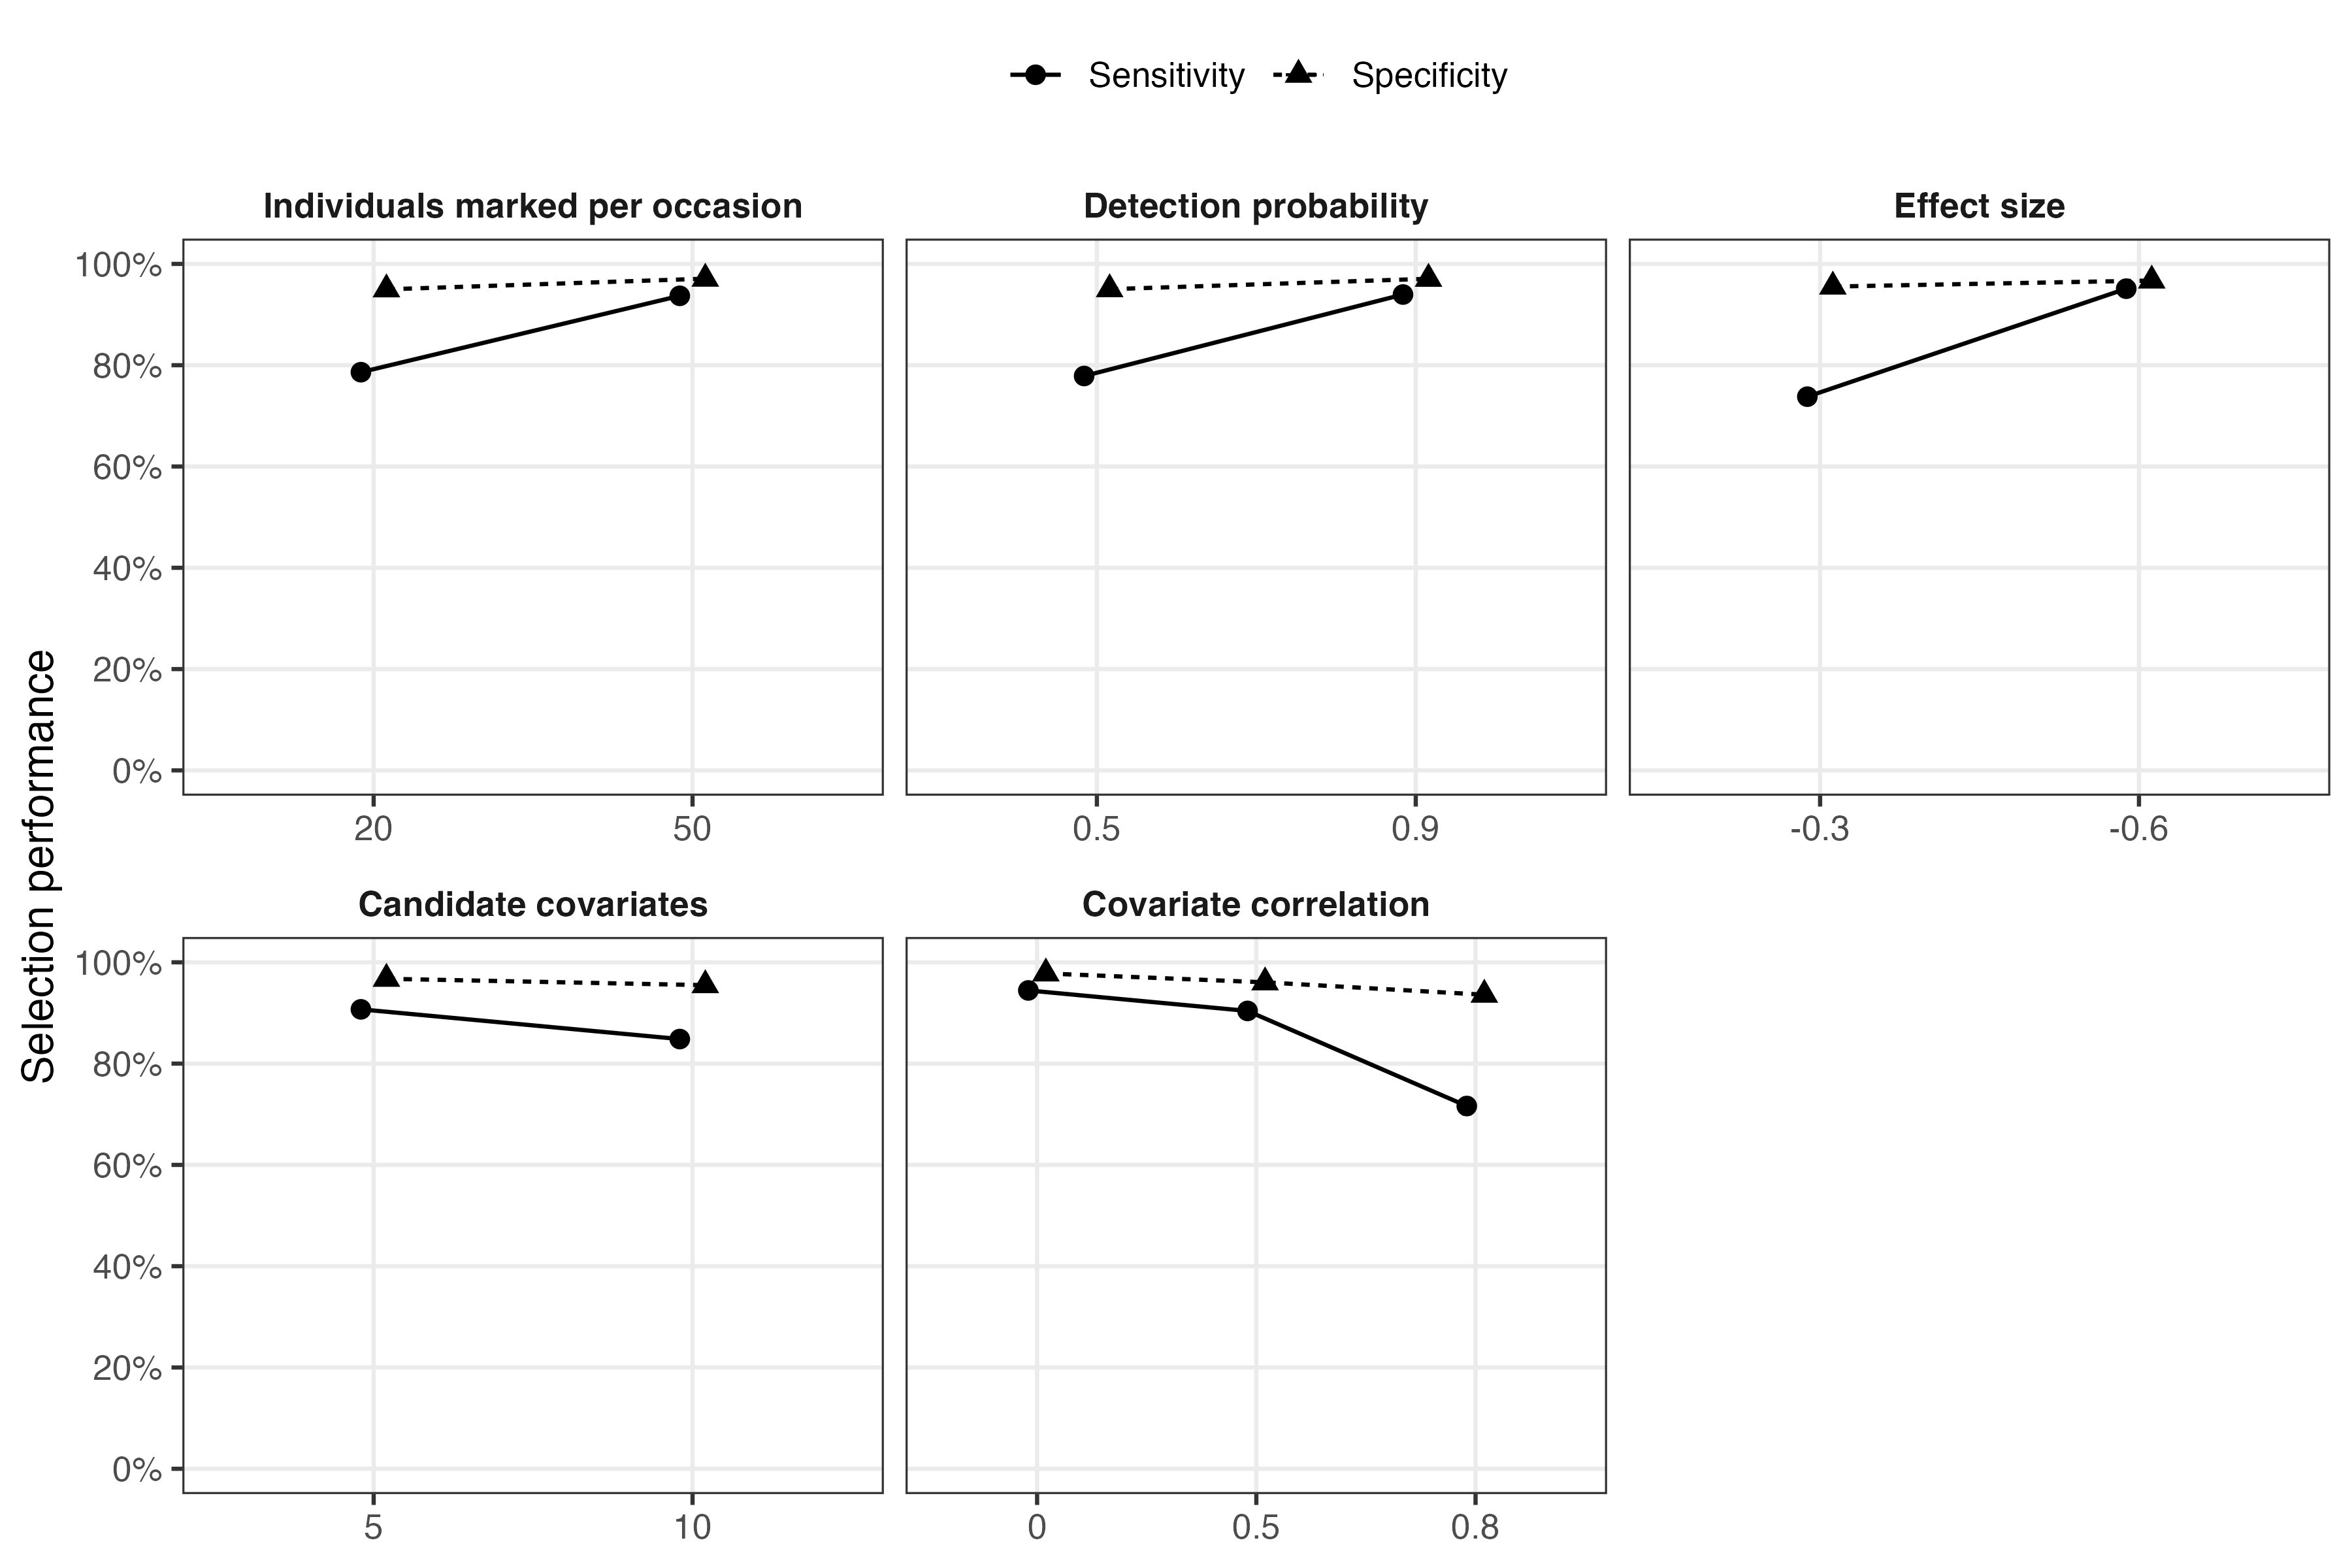 Sensitivity Specificity
Individuals marked per occasion
Detection probability
Effect size
100%
80%
60%
40%
20%
0%
20 50
0.5 0.9
-0.3 -0.6
Selection performance
Candidate covariates
Covariate correlation
100%
80%
60%
40%
20%
0%
5 10
0 0.5 0.8